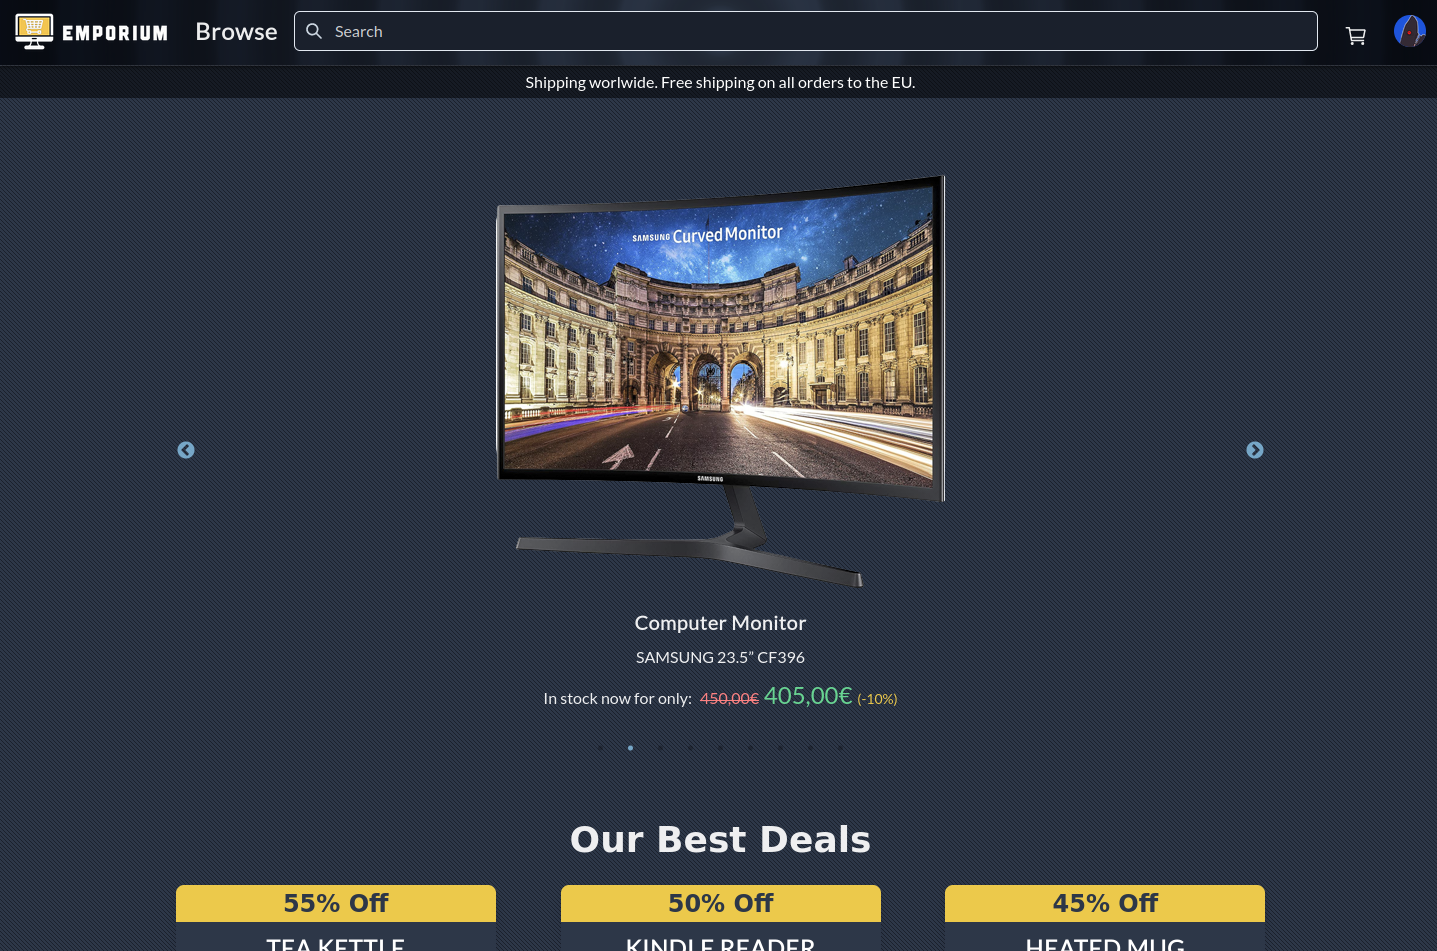 EMPORIUM
Browse
Search
Shipping worlwide. Free shipping on all orders to the EU.
SAMSUNG Curved Monitor
SAMSUNG
Computer Monitor
SAMSUNG 23.5” CF396
In stock now for only: 450,00€ 405,00€ (-10%)
Our Best Deals
55% Off
50% Off
45% Off
TEA KETTLE
KINDLE READER
HEATED MUG